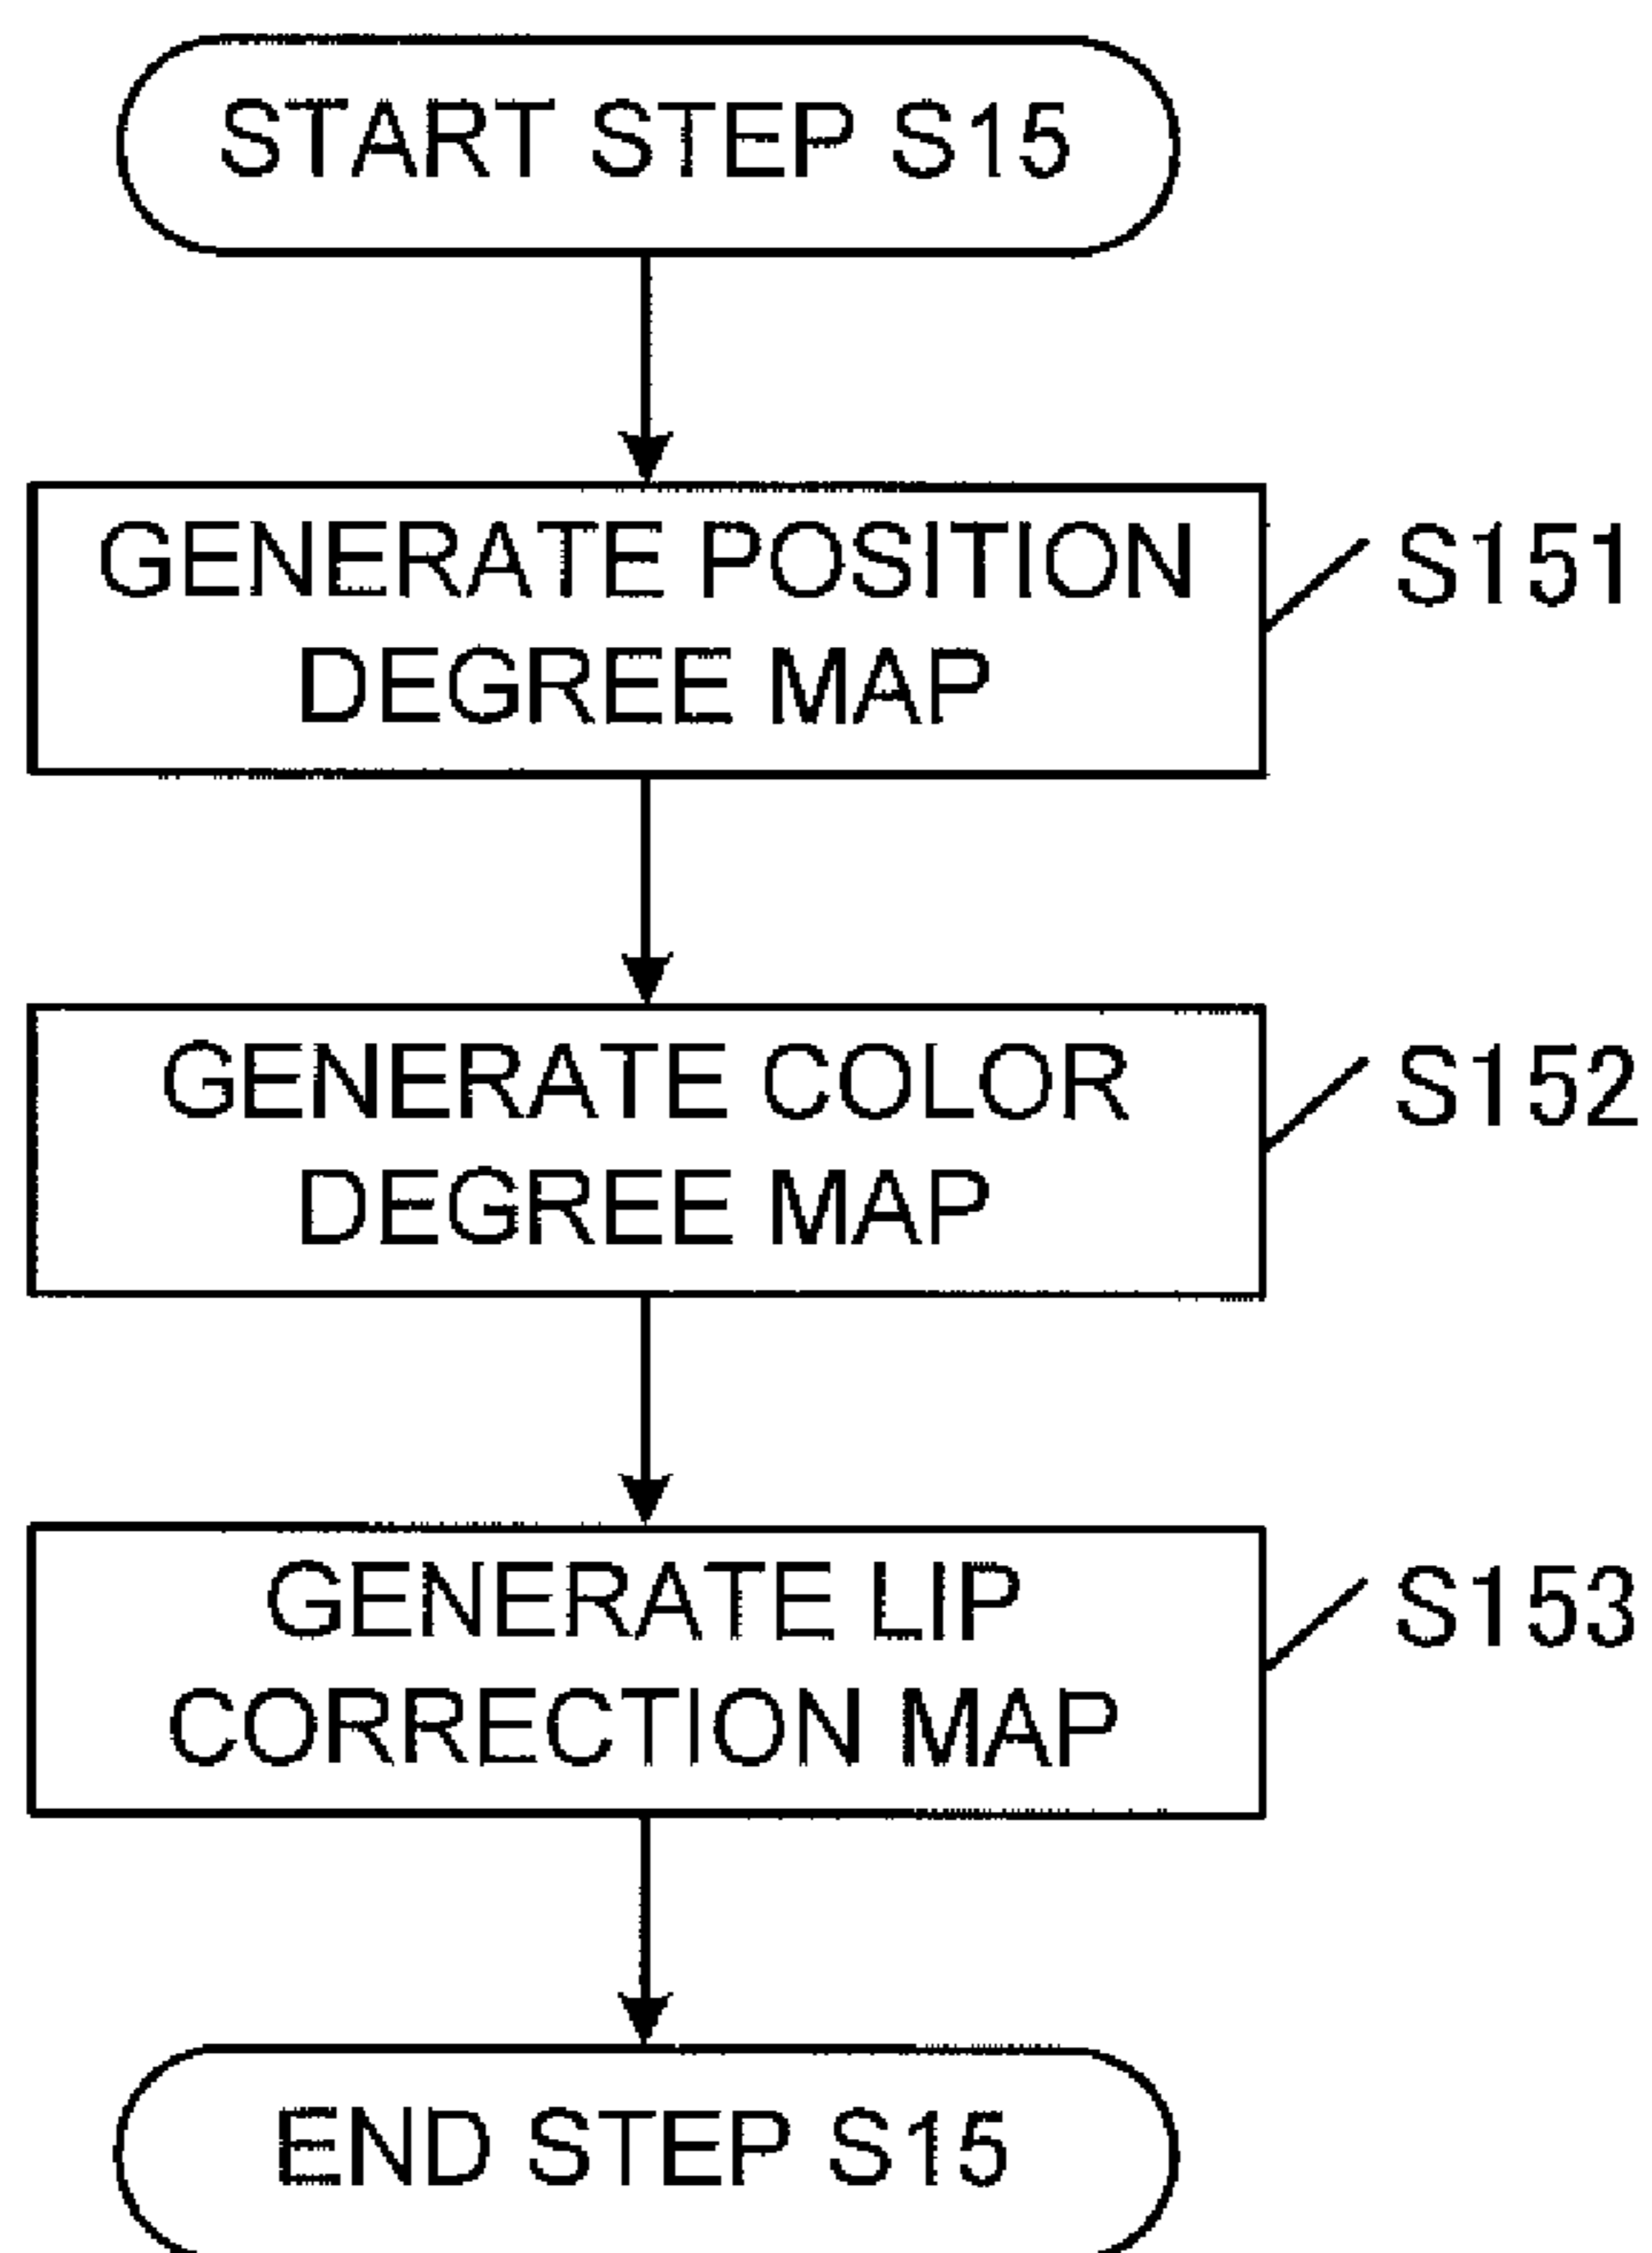 START STEP S15
GENERATE POSITION
DEGREE MAP
S151
GENERATE COLOR
DEGREE MAP
S152
GENERATE LIP
CORRECTION MAP
S153
END STEP S15